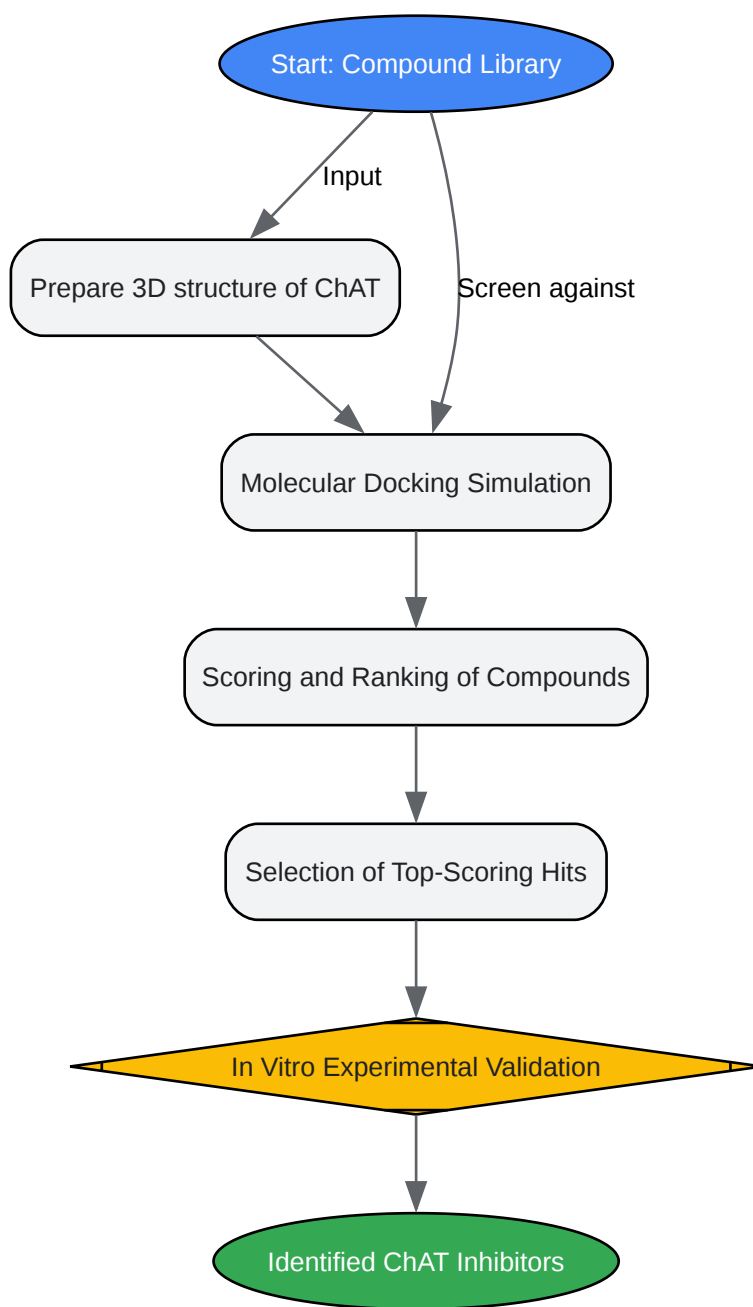 Start: Compound Library
Input
Prepare 3D structure of ChAT
Screen against
Molecular Docking Simulation
Scoring and Ranking of Compounds
Selection of Top-Scoring Hits
In Vitro Experimental Validation
Identified ChAT Inhibitors